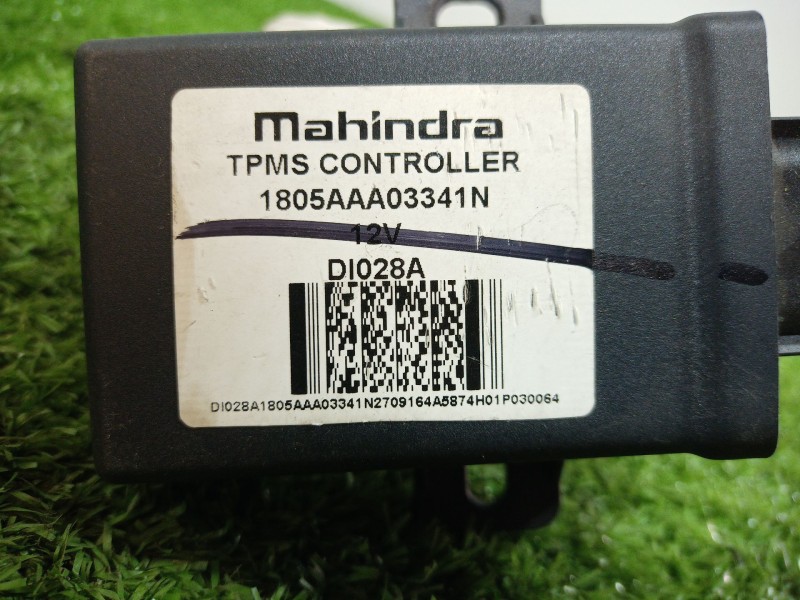 mahindra
TPMS CONTROLLER
1805AAA03341N
12V
DI028A
DI028A1805AAA03341N2709164A5874H01P030064